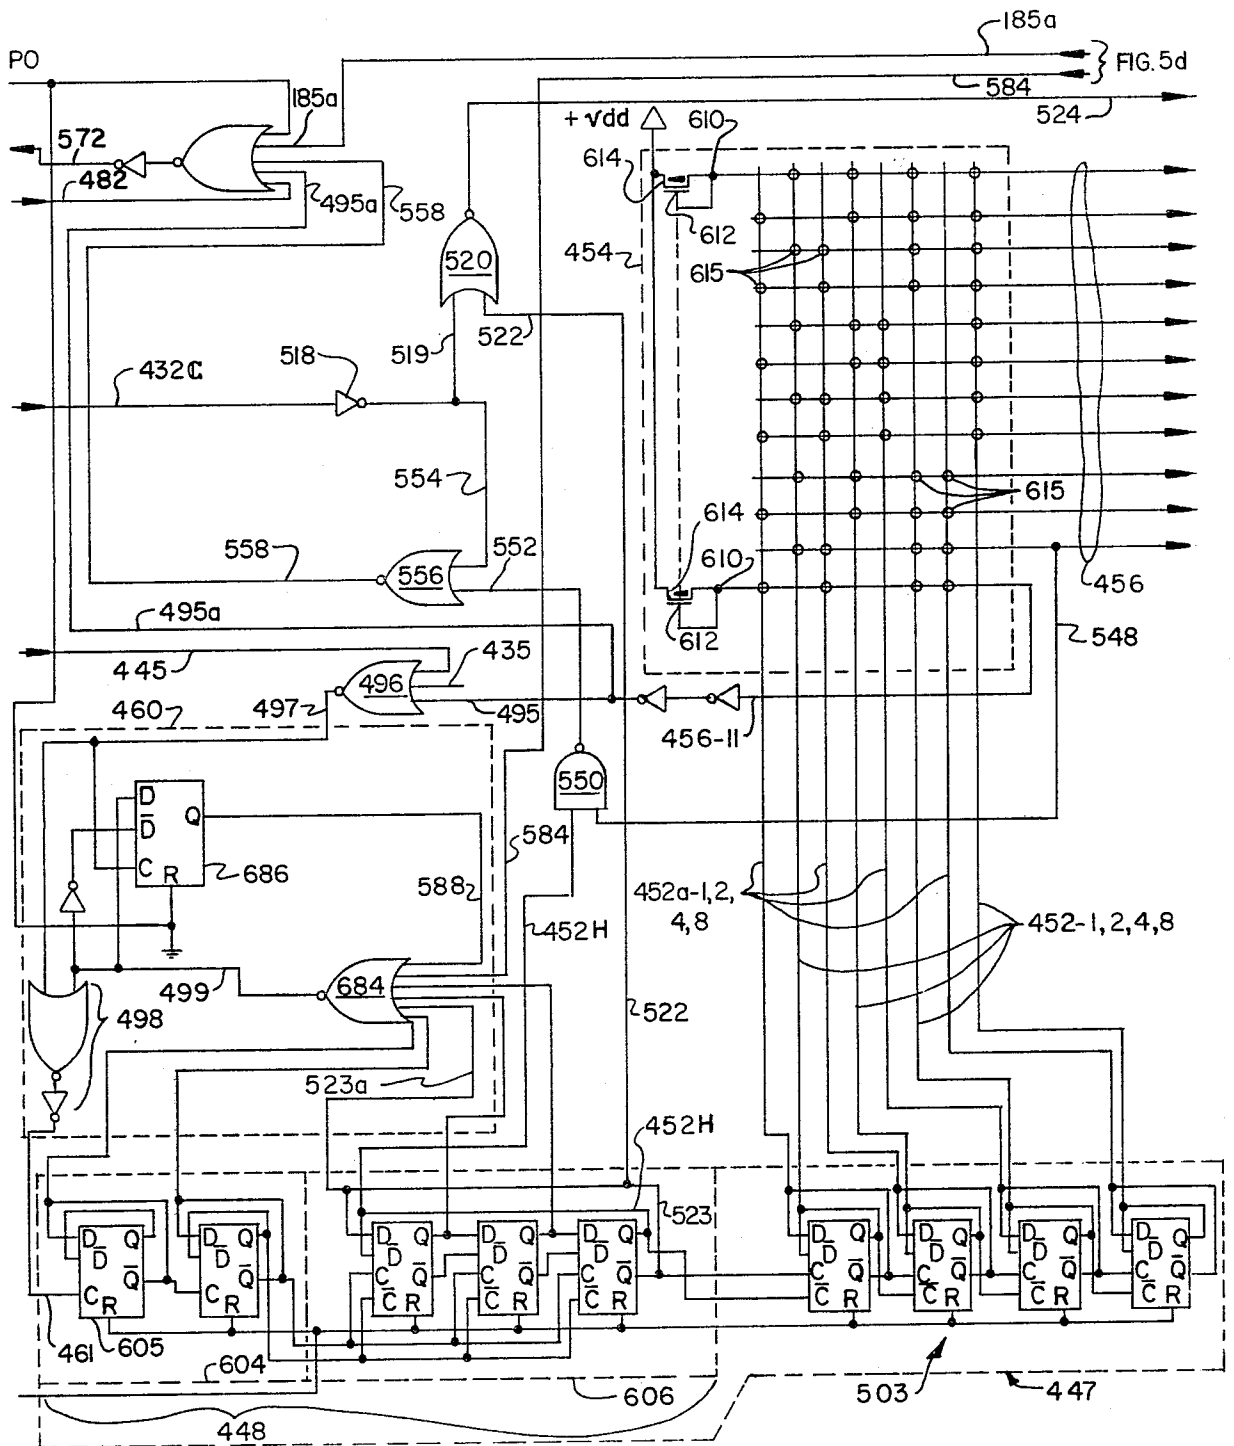 185a
PO
FIG. 5d
584
185a
+ Vdd
610
524
572
614
482
495a
558
612
520
454
615
522
519
518
432C
554
615
614
558
552
610
556
456
495a
612
548
435
445
496
460
497
495
456-11
550
D
D
Q
584
C
R
686
588
452a-1,2,
4,8
452H
452-1,2,4,8
684
499
498
522
523a
452H
523
D Q
D
Q
C
R
D Q
D
Q
R
D Q
D
C Q
C R
D Q
D
C Q
C R
D Q
D
C Q
C R
D Q
D
C Q
C R
D Q
D
C Q
C R
D Q
D
C Q
C R
D Q
D
C Q
C R
461
605
604
606
503
447
448